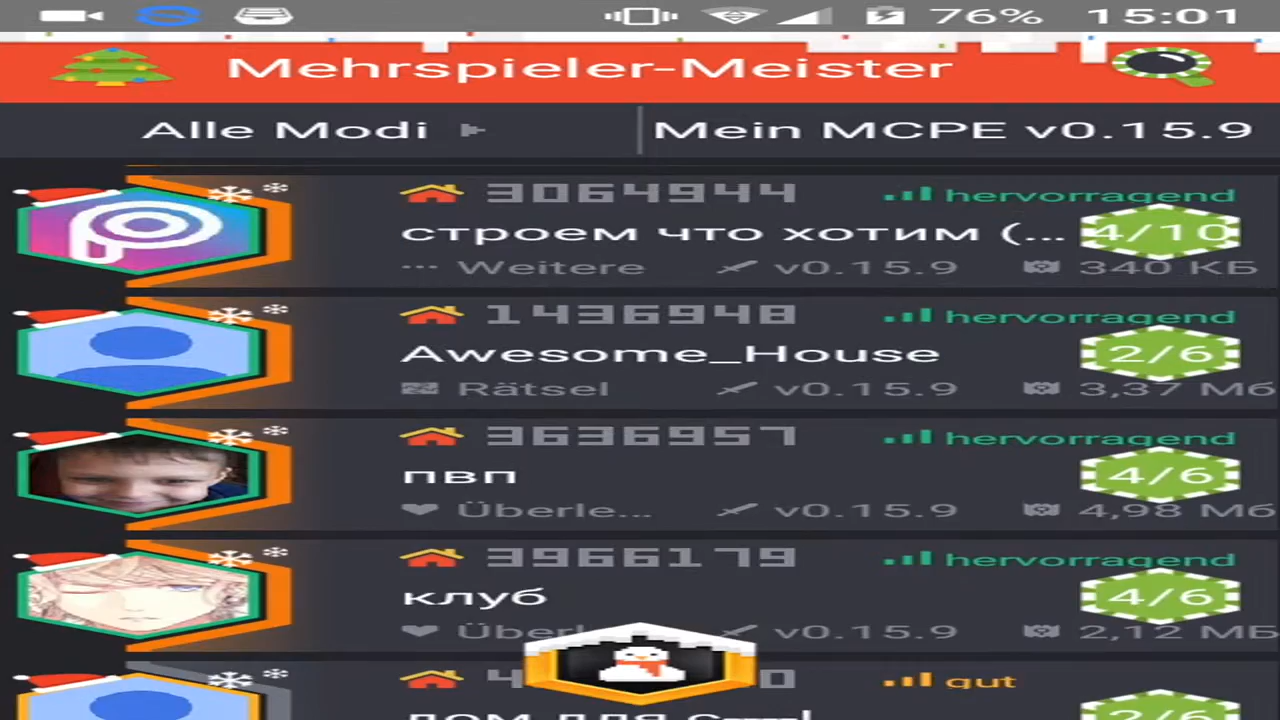 76% 15:01
Mehrspieler-Meister
Alle Modi
Mein MCPE v0.15.9
3064944 hervorragend
строем что хотим (... 4/10
Weitere v0.15.9 340 КБ
1436948 hervorragend
Awesome_House 2/6
Rätsel v0.15.9 3,37 Мб
3636957 hervorragend
пвп 4/6
Überle... v0.15.9 4,98 Мб
3966179 hervorragend
клуб 4/6
v0.15.9 2,12 МБ
gut